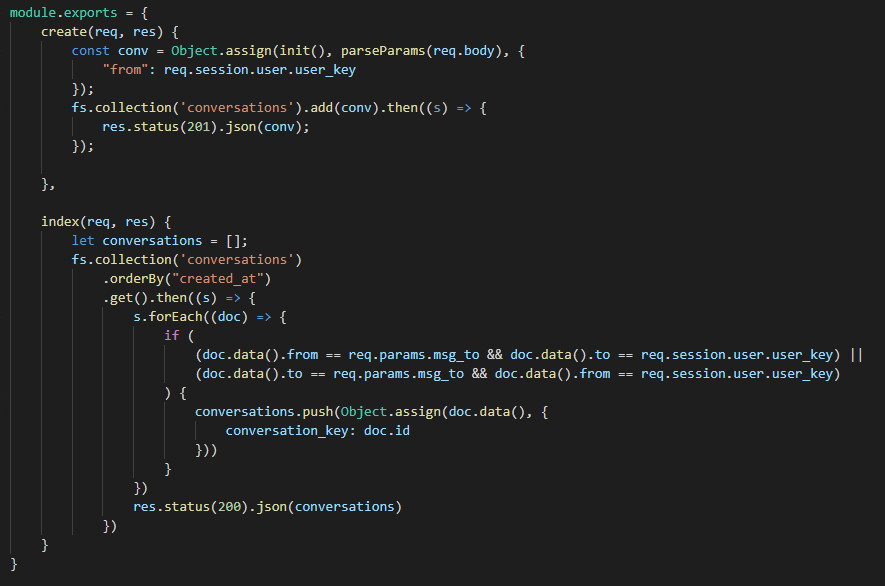 module.exports = {
    create(req, res) {
        const conv = Object.assign(init(), parseParams(req.body), {
            "from": req.session.user.user_key
        });
        fs.collection('conversations').add(conv).then((s) => {
            res.status(201).json(conv);
        });

    },

    index(req, res) {
        let conversations = [];
        fs.collection('conversations')
            .orderBy("created_at")
            .get().then((s) => {
                s.forEach((doc) => {
                    if (
                        (doc.data().from == req.params.msg_to && doc.data().to == req.session.user.user_key) ||
                        (doc.data().to == req.params.msg_to && doc.data().from == req.session.user.user_key)
                    ) {
                        conversations.push(Object.assign(doc.data(), {
                            conversation_key: doc.id
                        }))
                    }
                })
                res.status(200).json(conversations)
            })
    }
}